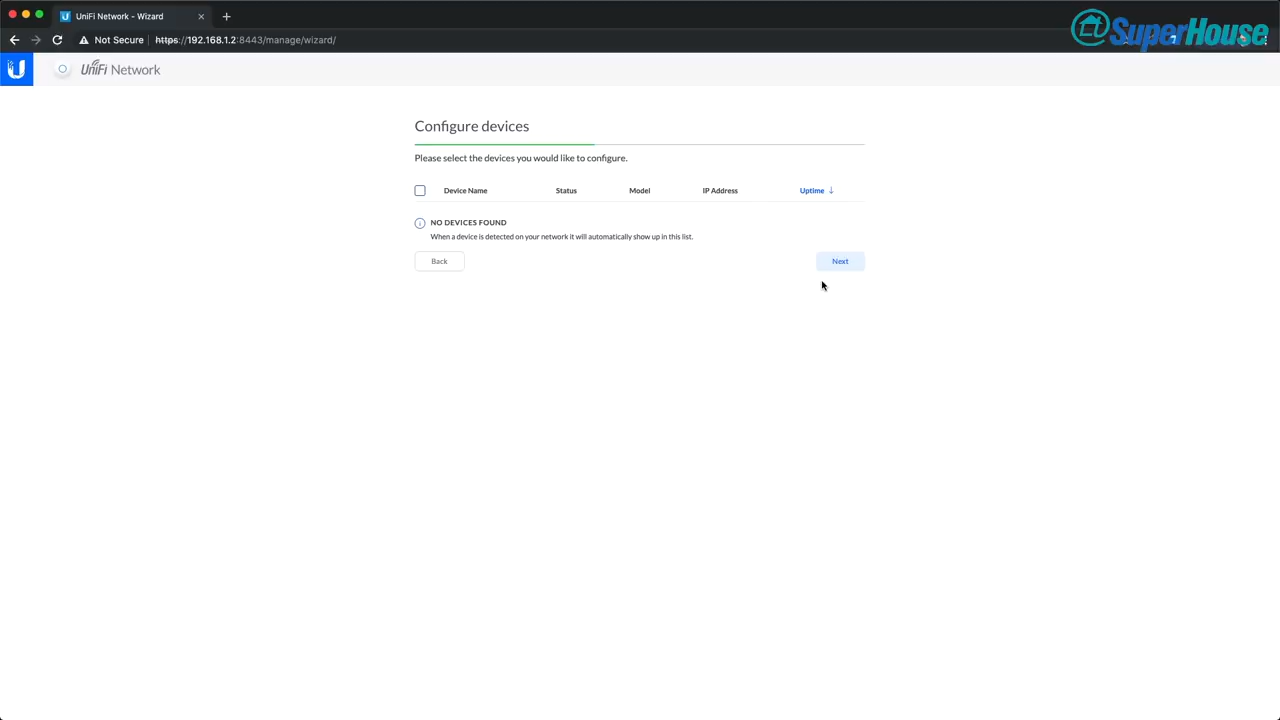 UniFi Network - Wizard
Not Secure https://192.168.1.2:8443/manage/wizard/
SuperHouse
UniFi Network
Configure devices
Please select the devices you would like to configure.
Device Name Status Model IP Address Uptime
NO DEVICES FOUND
When a device is detected on your network it will automatically show up in this list.
Back Next